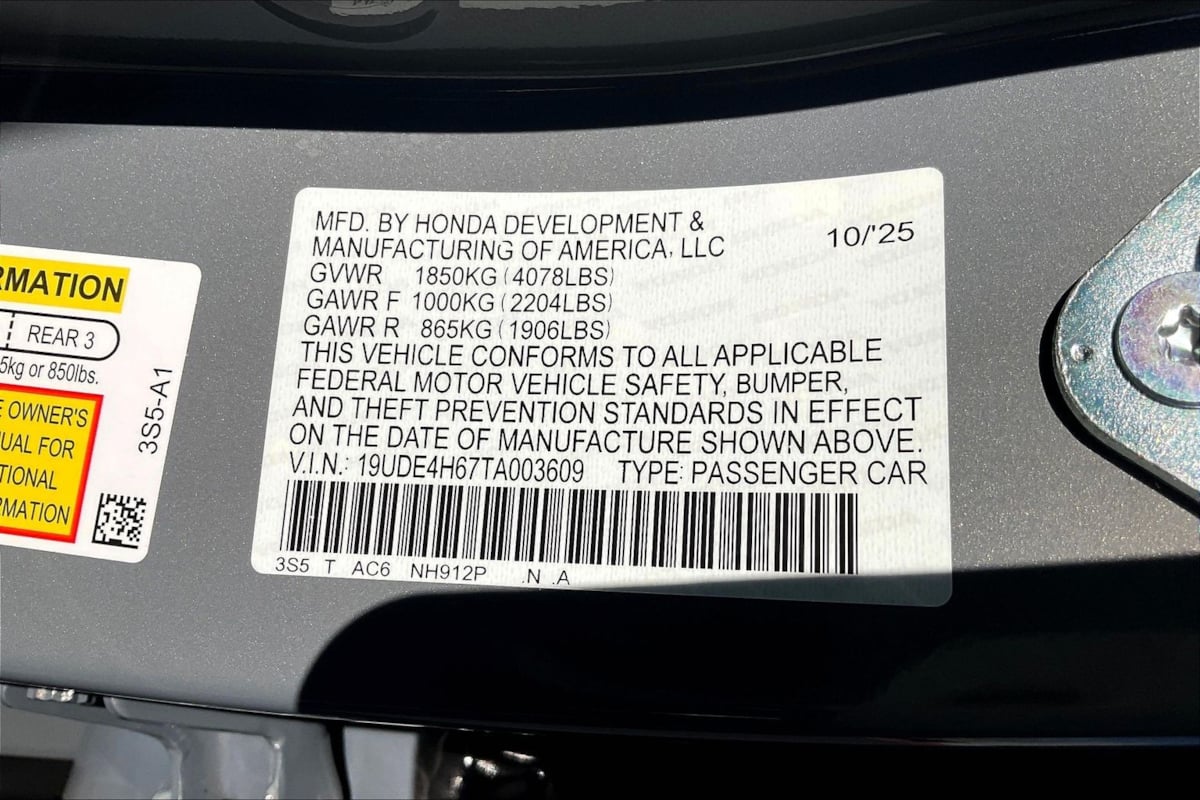 MFD. BY HONDA DEVELOPMENT &
MANUFACTURING OF AMERICA, LLC
10/'25
GVWR 1850KG (4078LBS)
GAWR F 1000KG (2204LBS)
GAWR R 865KG (1906LBS)
THIS VEHICLE CONFORMS TO ALL APPLICABLE
FEDERAL MOTOR VEHICLE SAFETY, BUMPER,
AND THEFT PREVENTION STANDARDS IN EFFECT
ON THE DATE OF MANUFACTURE SHOWN ABOVE.
V.I.N.: 19UDE4H67TA003609 TYPE: PASSENGER CAR
3S5 T AC6 NH912P .N .A
RMATION
REAR 3
5kg or 850lbs.
E OWNER'S
UAL FOR
TIONAL
RMATION
3S5-A1